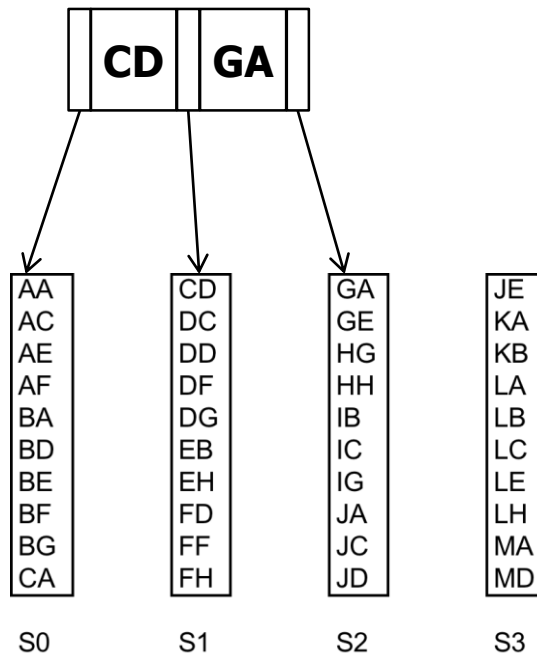 CD GA
AA CD GA JE
AC DC GE KA
AE DD HG KB
AF DF HH LA
BA DG IB LB
BD EB IC LC
BE EH IG LE
BF FD JA LH
BG FF JC MA
CA FH JD MD
S0 S1 S2 S3